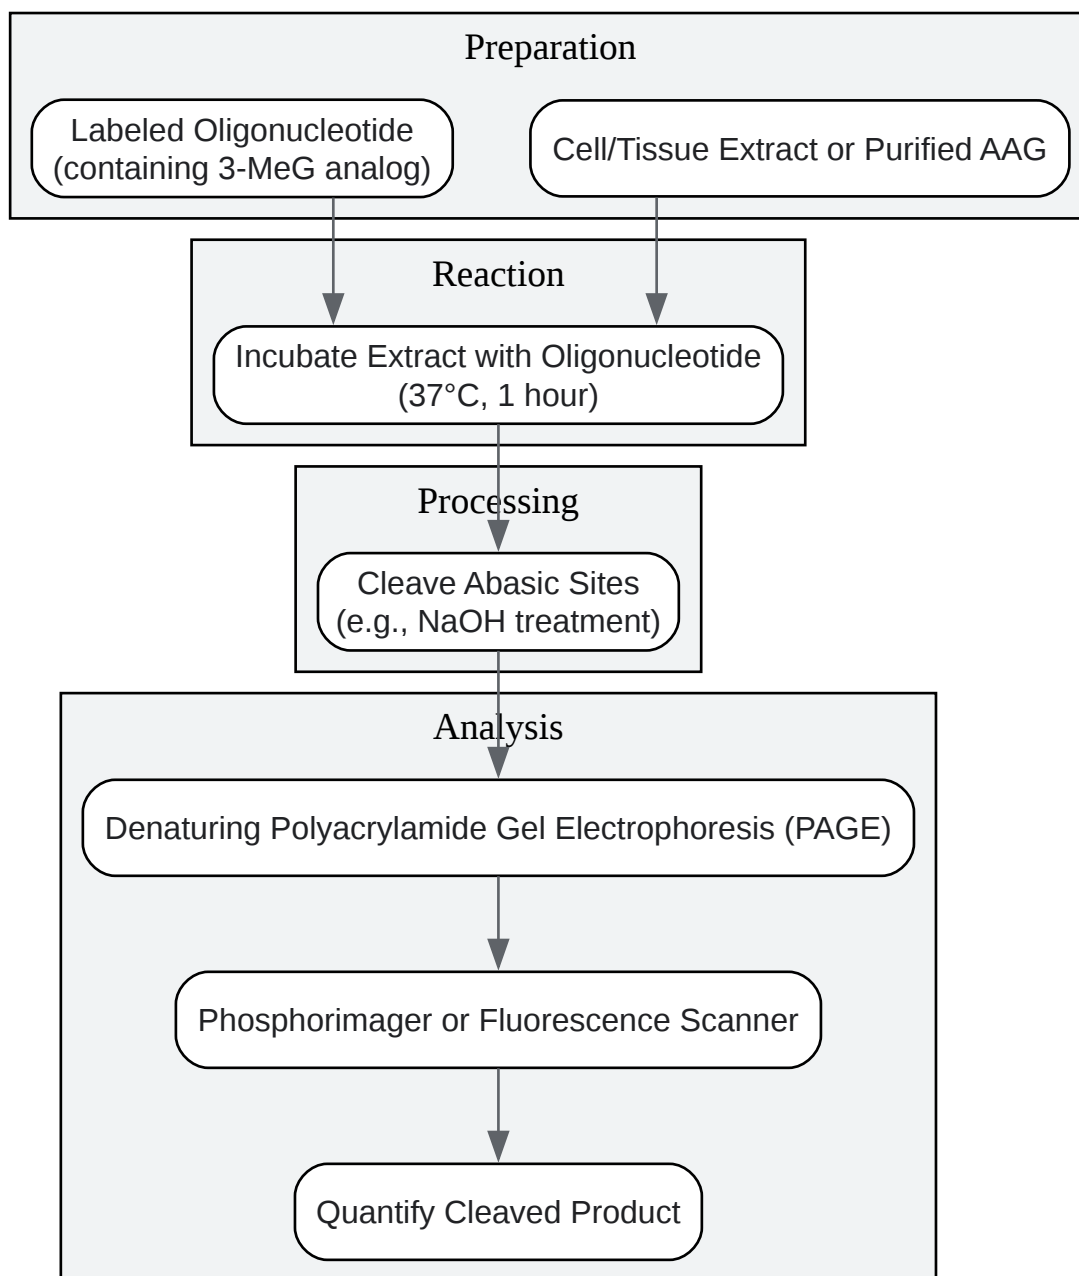 Preparation
Labeled Oligonucleotide
(containing 3-MeG analog)
Cell/Tissue Extract or Purified AAG
Reaction
Incubate Extract with Oligonucleotide
(37°C, 1 hour)
Processing
Cleave Abasic Sites
(e.g., NaOH treatment)
Analysis
Denaturing Polyacrylamide Gel Electrophoresis (PAGE)
Phosphorimager or Fluorescence Scanner
Quantify Cleaved Product